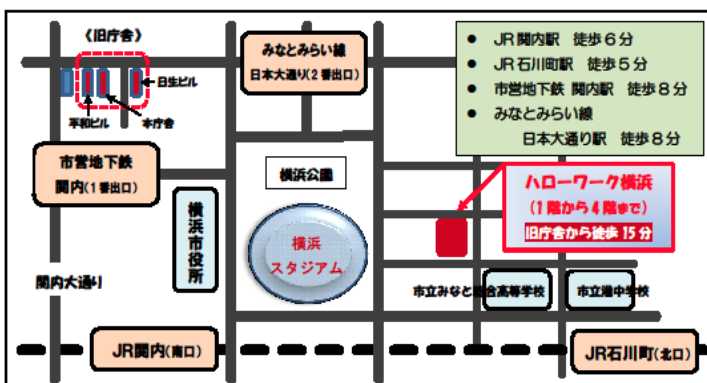 《旧庁舎》
日生ビル
平和ビル
本庁舎
みなとみらい線
日本大通り(2番出口)
● JR関内駅 徒歩6分
● JR石川町駅 徒歩5分
● 市営地下鉄 関内駅 徒歩8分
● みなとみらい線
日本大通り駅 徒歩8分
市営地下鉄
関内(1番出口)
横浜公園
ハローワーク横浜
(1階から4階まで)
旧庁舎から徒歩15分
横浜市役所
横浜
スタジアム
関内大通り
市立みなと総合高等学校
市立港中学校
JR関内(南口)
JR石川町(北口)